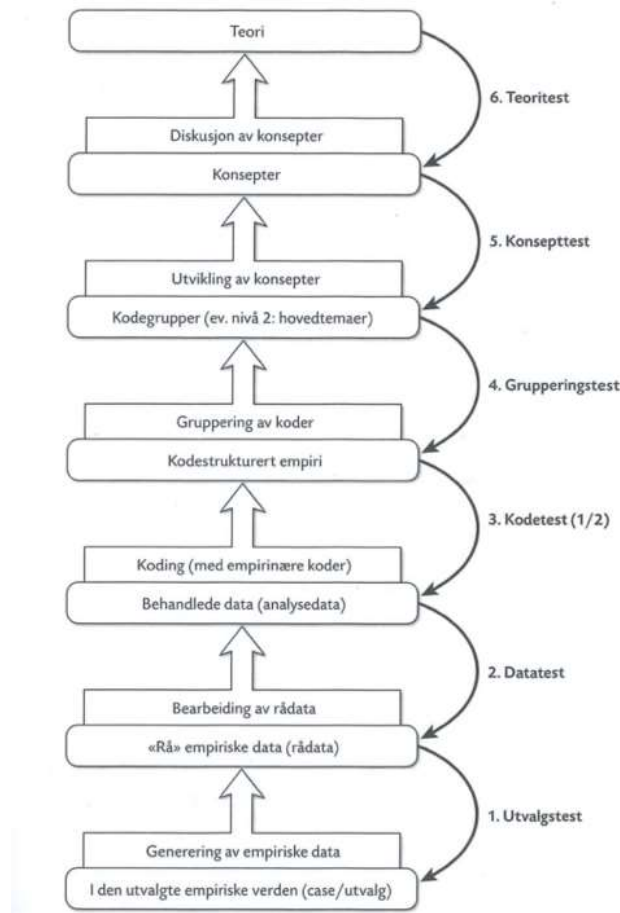 Teori
6. Teoritest
Diskusjon av konsepter
Konsepter
5. Konsepttest
Utvikling av konsepter
Kodegrupper (ev. nivå 2: hovedtemaer)
4. Grupperingstest
Gruppering av koder
Kodestrukturert empiri
3. Kodetest (1/2)
Koding (med empirinære koder)
Behandlede data (analysedata)
2. Datatest
Bearbeiding av rådata
«Rå» empiriske data (rådata)
1. Utvalgstest
Generering av empiriske data
I den utvalgte empiriske verden (case/utvalg)